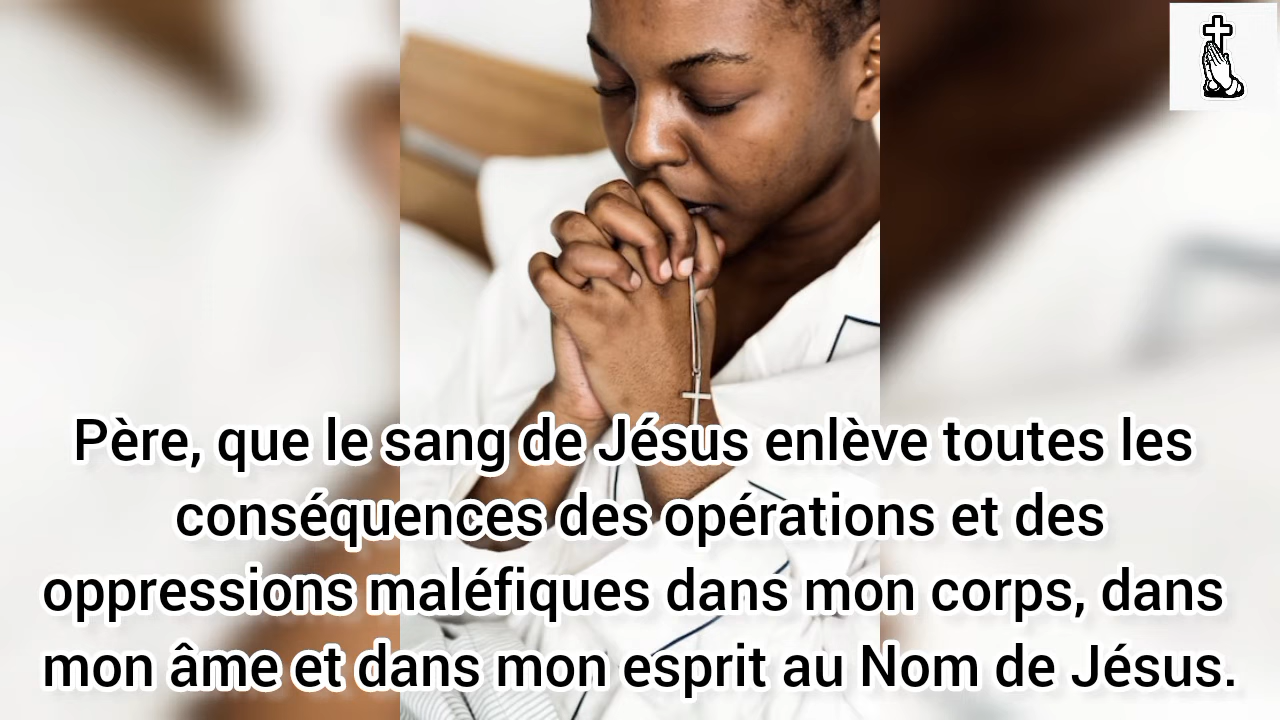 Père, que le sang de Jésus enlève toutes les
conséquences des opérations et des
oppressions maléfiques dans mon corps, dans
mon âme et dans mon esprit au Nom de Jésus.